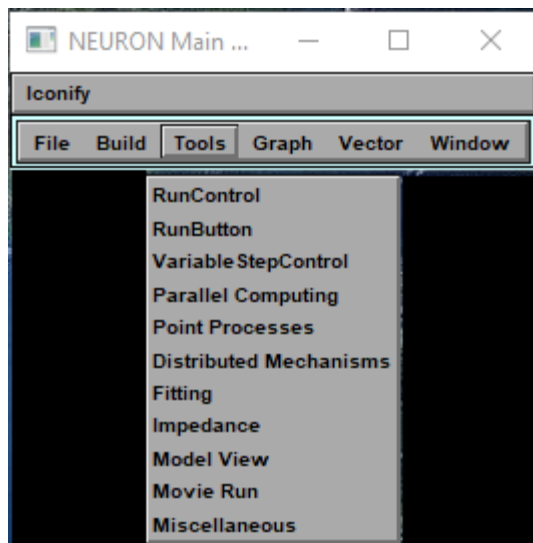 NEURON Main ...
Iconify
File Build Tools Graph Vector Window
RunControl
RunButton
VariableStepControl
Parallel Computing
Point Processes
Distributed Mechanisms
Fitting
Impedance
Model View
Movie Run
Miscellaneous